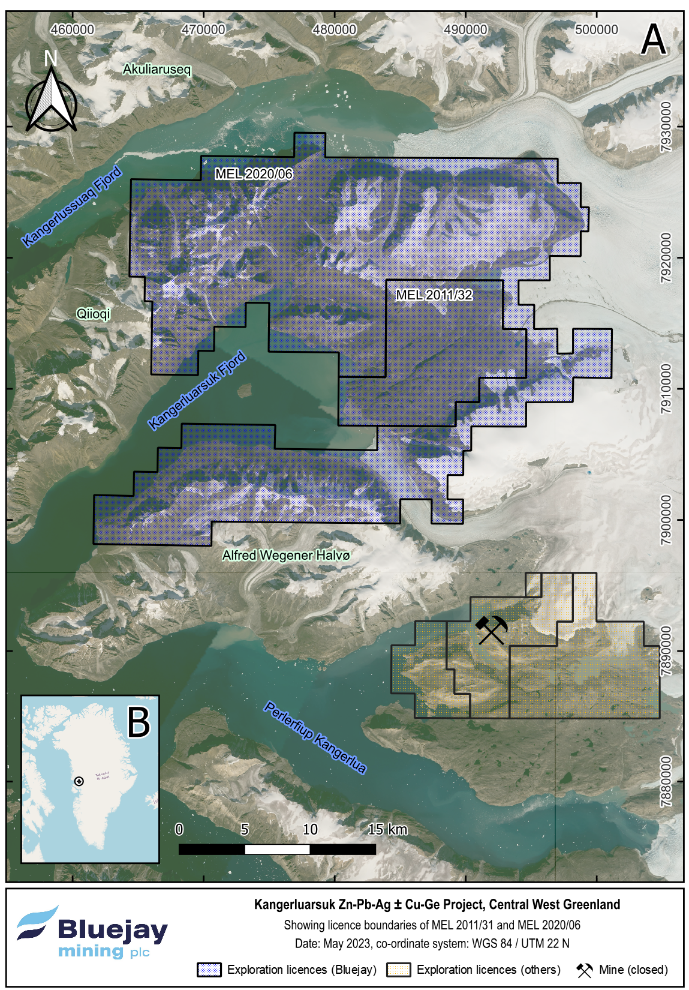 460000 470000 480000 490000 500000
A
N
Akuliaruseq
7930000
Kangerlussuaq Fjord
MEL 2020/06
7920000
MEL 2011/32
Qiioqi
Kangerluarsuk Fjord
7910000
7900000
Alfred Wegener Halvø
7890000
B
Perlerfiup Kangerlua
7880000
0 5 10 15 km
Bluejay
mining plc
Kangerluarsuk Zn-Pb-Ag ± Cu-Ge Project, Central West Greenland
Showing licence boundaries of MEL 2011/31 and MEL 2020/06
Date: May 2023, co-ordinate system: WGS 84 / UTM 22 N
Exploration licences (Bluejay) Exploration licences (others) Mine (closed)